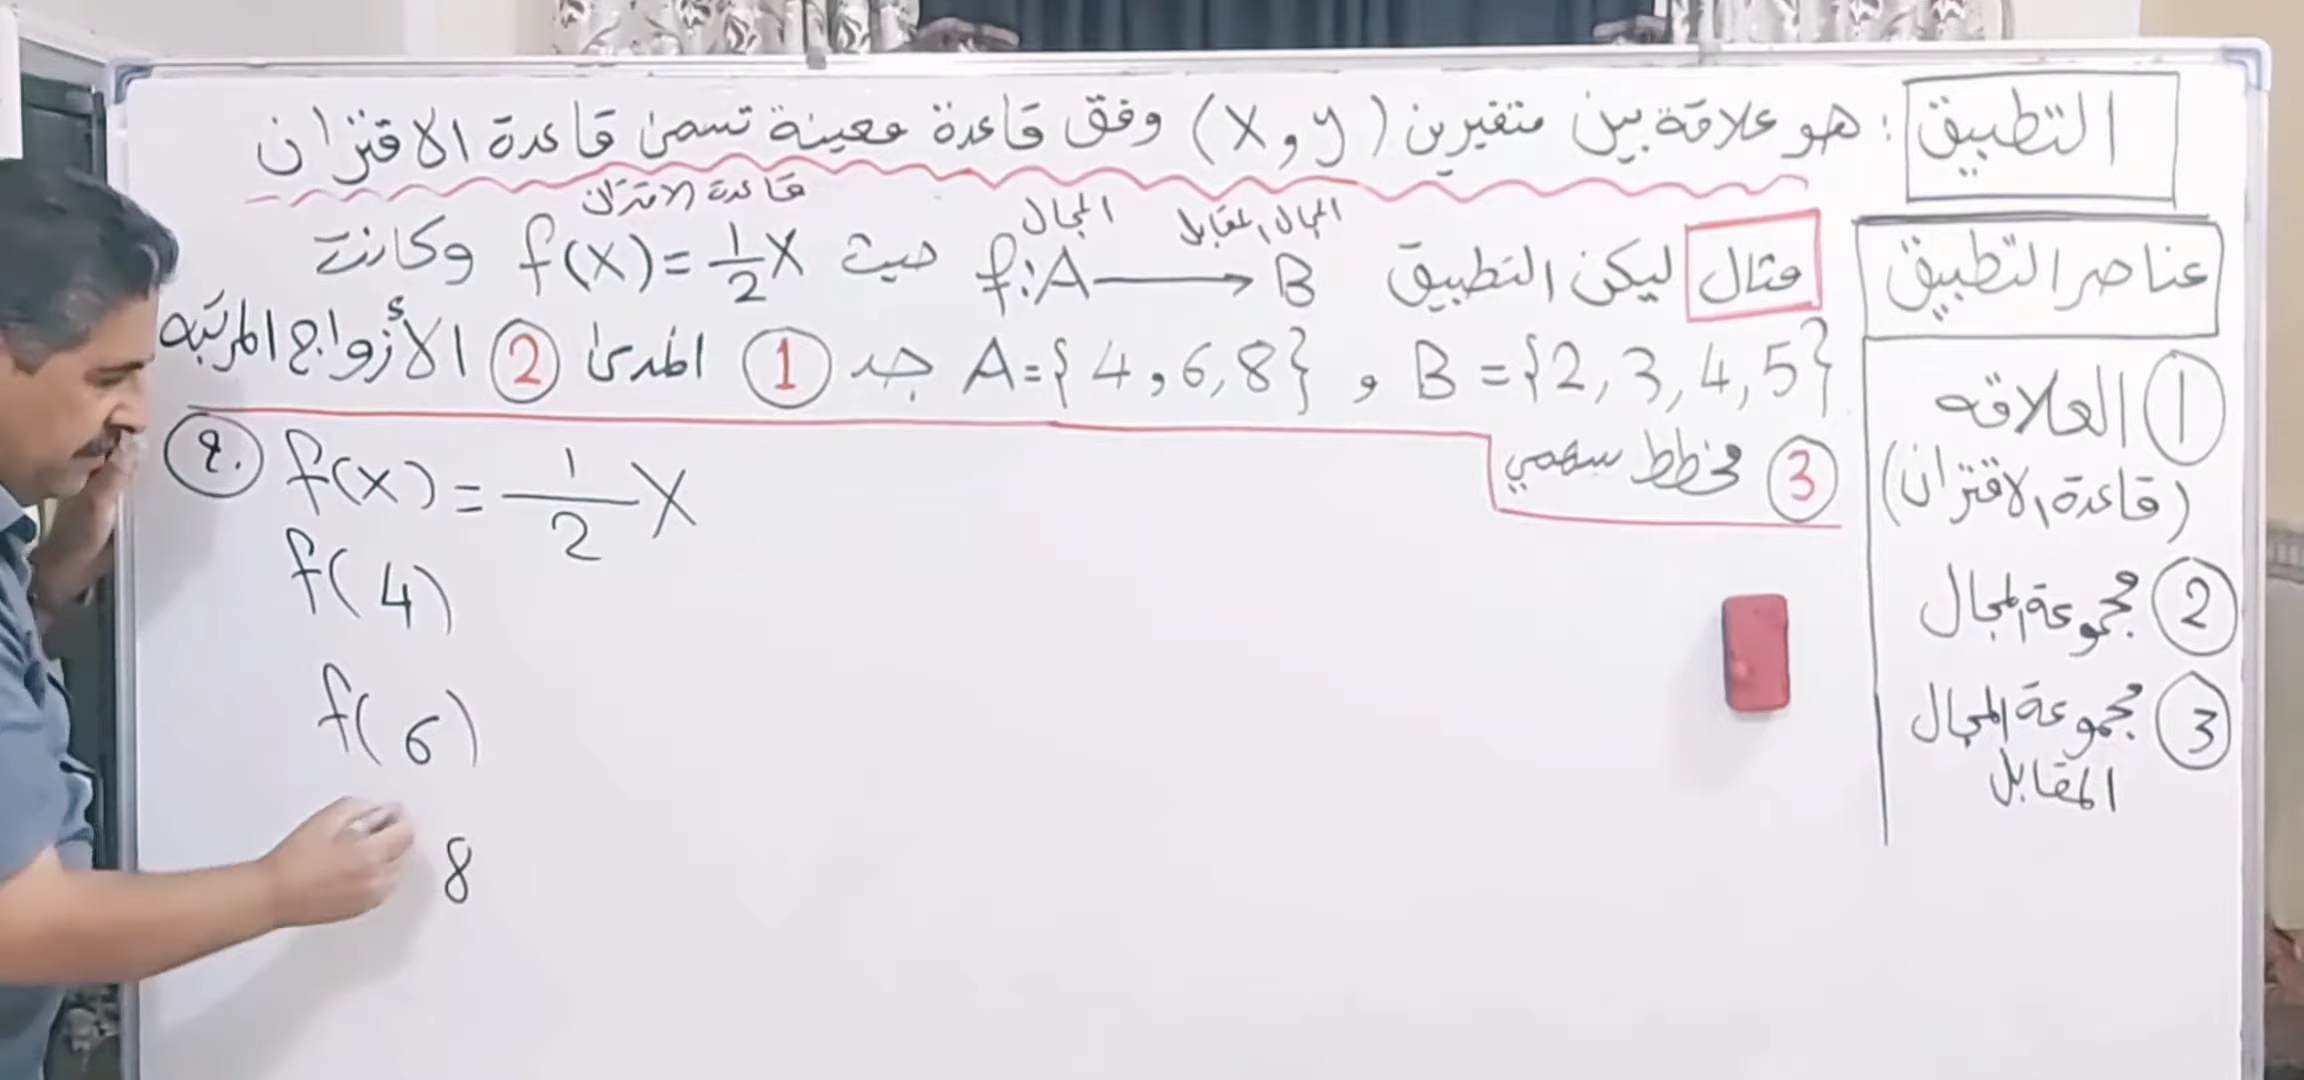 التطبيق : هو علاقة بين متغيرين (x , y) وفق قاعدة معينة تسمى قاعدة الاقتران
قاعدة الاقتران
المجال
المجال المقابل
مثال ليكن التطبيق f: A → B حيث f(x) = 1/2 x وكانت
A = {4 , 6, 8} , B = {2, 3, 4, 5} جد ① المدى ② الأزواج المرتبه
③ مخطط سهمي
f(x) = 1/2 x
f( 4 )
f( 6 )
8
عناصر التطبيق
① العلاقه
(قاعدة الاقتران)
② مجموعة المجال
③ مجموعة المجال
المقابل